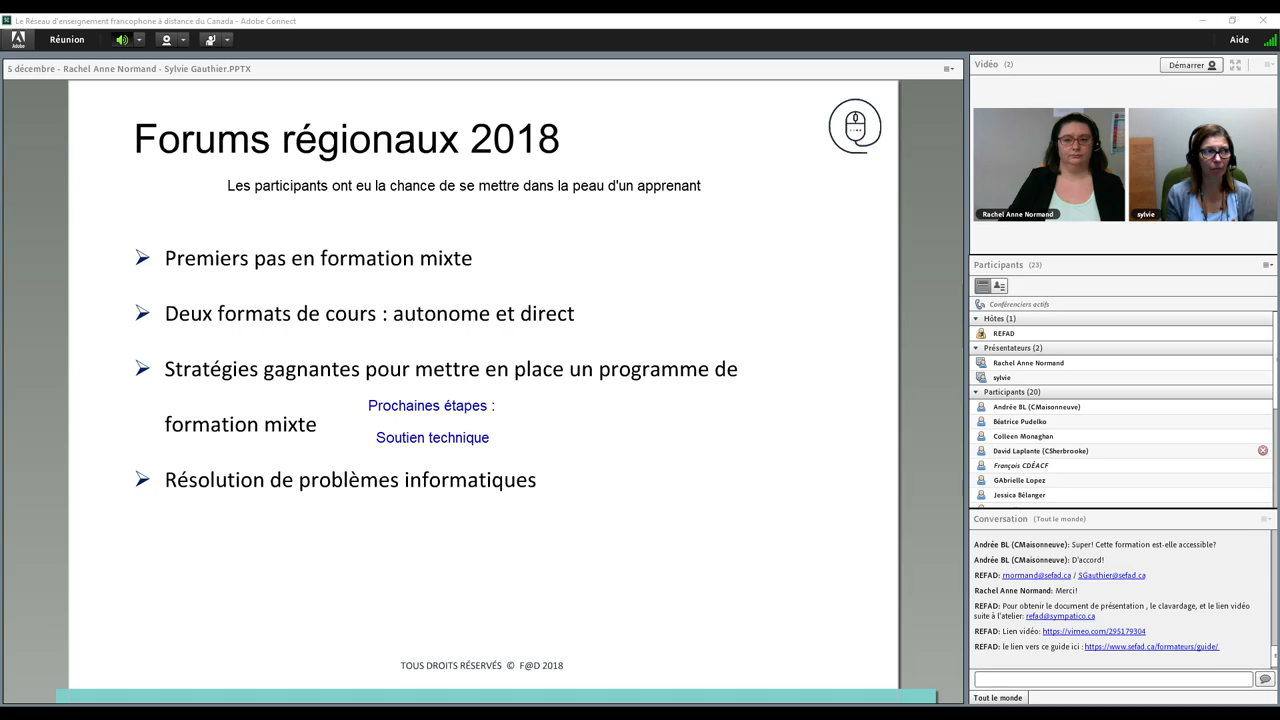 Le Réseau d'enseignement francophone à distance du Canada - Adobe Connect
Adobe
Réunion
Aide
5 décembre - Rachel Anne Normand - Sylvie Gauthier.PPTX
Forums régionaux 2018
Les participants ont eu la chance de se mettre dans la peau d'un apprenant
Premiers pas en formation mixte
Deux formats de cours : autonome et direct
Stratégies gagnantes pour mettre en place un programme de
Prochaines étapes :
formation mixte
Soutien technique
Résolution de problèmes informatiques
TOUS DROITS RÉSERVÉS © F@D 2018
Vidéo (2)
Démarrer
Rachel Anne Normand
sylvie
Participants (23)
Conférenciers actifs
Hôtes (1)
REFAD
Présentateurs (2)
Rachel Anne Normand
sylvie
Participants (20)
Andrée BL (CMaisonneuve)
Béatrice Pudelko
Colleen Monaghan
David Laplante (CSherbrooke)
François CDÉACF
GAbrielle Lopez
Jessica Bélanger
Conversation (Tout le monde)
Andrée BL (CMaisonneuve): Super! Cette formation est-elle accessible?
Andrée BL (CMaisonneuve): D'accord!
REFAD: rnormand@sefad.ca / SGauthier@sefad.ca
Rachel Anne Normand: Merci!
REFAD: Pour obtenir le document de présentation , le clavardage, et le lien vidéo
suite à l'atelier: refad@sympatico.ca
REFAD: Lien vidéo: https://vimeo.com/295179304
REFAD: le lien vers ce guide ici : https://www.sefad.ca/formateurs/guide/
Tout le monde